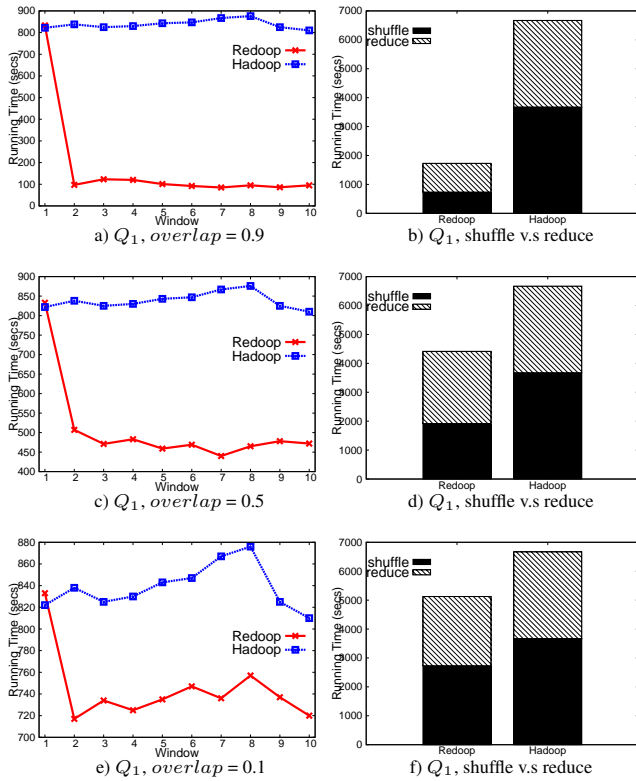 900
800
700
600
500
400
300
200
100
0
Running Time (secs)
Redoop
Hadoop
1 2 3 4 5 6 7 8 9 10
Window
a) Q1, overlap = 0.9
7000
6000
5000
4000
3000
2000
1000
0
Running Time (secs)
shuffle
reduce
Redoop Hadoop
b) Q1, shuffle v.s reduce
900
850
800
750
700
650
600
550
500
450
400
Running Time (secs)
Redoop
Hadoop
1 2 3 4 5 6 7 8 9 10
Window
c) Q1, overlap = 0.5
7000
6000
5000
4000
3000
2000
1000
0
Running Time (secs)
shuffle
reduce
Redoop Hadoop
d) Q1, shuffle v.s reduce
880
860
840
820
800
780
760
740
720
700
Running Time (secs)
Redoop
Hadoop
1 2 3 4 5 6 7 8 9 10
Window
e) Q1, overlap = 0.1
7000
6000
5000
4000
3000
2000
1000
0
Running Time (secs)
shuffle
reduce
Redoop Hadoop
f) Q1, shuffle v.s reduce